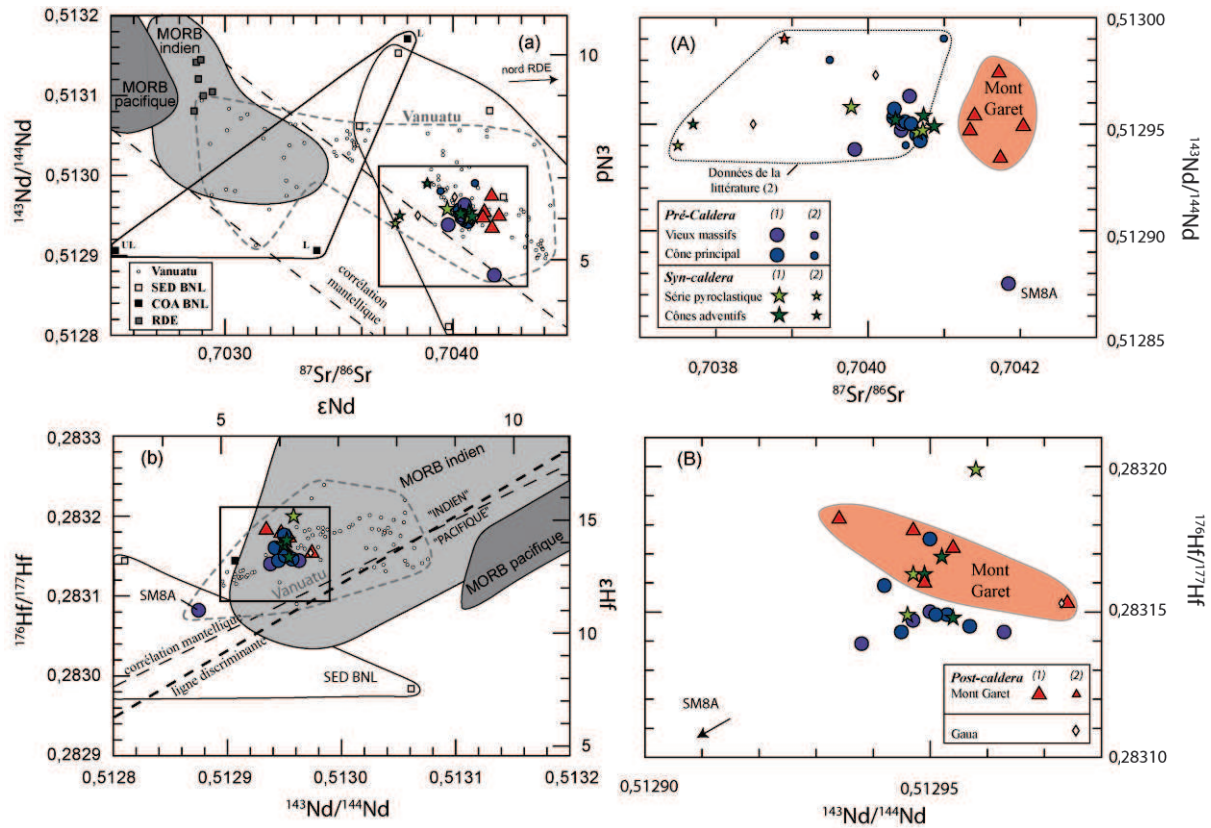 (a)
0,5132
0,5131
0,5130
0,5129
0,5128
143Nd/144Nd
MORB indien
MORB pacifique
L
nord RDE
Vanuatu
UL
L
corrélation mantellique
Vanuatu
SED BNL
COA BNL
RDE
10
5
εNd
0,7030
0,7040
87Sr/86Sr
(A)
0,51300
0,51295
0,51290
0,51285
143Nd/144Nd
Mont Garet
Données de la littérature (2)
Pré-Caldera (1) (2)
Vieux massifs
Cône principal
Syn-caldera (1) (2)
Série pyroclastique
Cônes adventifs
SM8A
0,7038
0,7040
0,7042
87Sr/86Sr
εNd
5
10
(b)
0,2833
0,2832
0,2831
0,2830
0,2829
176Hf/177Hf
MORB indien
"INDIEN"
"PACIFIQUE"
MORB pacifique
Vanuatu
SM8A
corrélation mantellique
ligne discriminante
SED BNL
15
10
5
εHf
0,5128
0,5129
0,5130
0,5131
0,5132
143Nd/144Nd
(B)
0,28320
0,28315
0,28310
176Hf/177Hf
Mont Garet
SM8A
Post-caldera (1) (2)
Mont Garet
Gaua
0,51290
0,51295
143Nd/144Nd